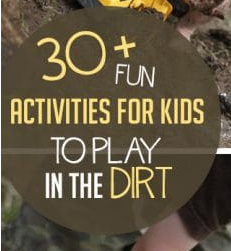 30+
FUN
ACTIVITIES FOR KIDS
TO PLAY
IN THE DIRT